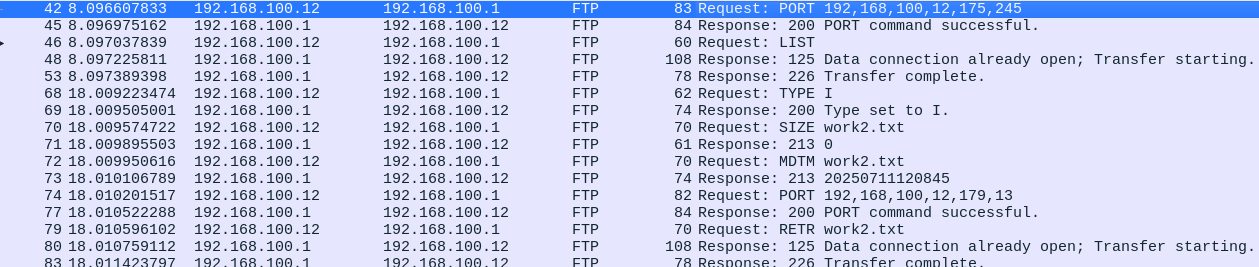 42 8.096607833 192.168.100.12 192.168.100.1 FTP 83 Request: PORT 192,168,100,12,175,245
45 8.096975162 192.168.100.1 192.168.100.12 FTP 84 Response: 200 PORT command successful.
46 8.097037839 192.168.100.12 192.168.100.1 FTP 60 Request: LIST
48 8.097225811 192.168.100.1 192.168.100.12 FTP 108 Response: 125 Data connection already open; Transfer starting.
53 8.097389398 192.168.100.1 192.168.100.12 FTP 78 Response: 226 Transfer complete.
68 18.009223474 192.168.100.12 192.168.100.1 FTP 62 Request: TYPE I
69 18.009505001 192.168.100.1 192.168.100.12 FTP 74 Response: 200 Type set to I.
70 18.009574722 192.168.100.12 192.168.100.1 FTP 70 Request: SIZE work2.txt
71 18.009895503 192.168.100.1 192.168.100.12 FTP 61 Response: 213 0
72 18.009950616 192.168.100.12 192.168.100.1 FTP 70 Request: MDTM work2.txt
73 18.010106789 192.168.100.1 192.168.100.12 FTP 74 Response: 213 20250711120845
74 18.010201517 192.168.100.12 192.168.100.1 FTP 82 Request: PORT 192,168,100,12,179,13
77 18.010522288 192.168.100.1 192.168.100.12 FTP 84 Response: 200 PORT command successful.
79 18.010596102 192.168.100.12 192.168.100.1 FTP 70 Request: RETR work2.txt
80 18.010759112 192.168.100.1 192.168.100.12 FTP 108 Response: 125 Data connection already open; Transfer starting.
83 18.011423797 192.168.100.1 192.168.100.12 FTP 78 Response: 226 Transfer complete.